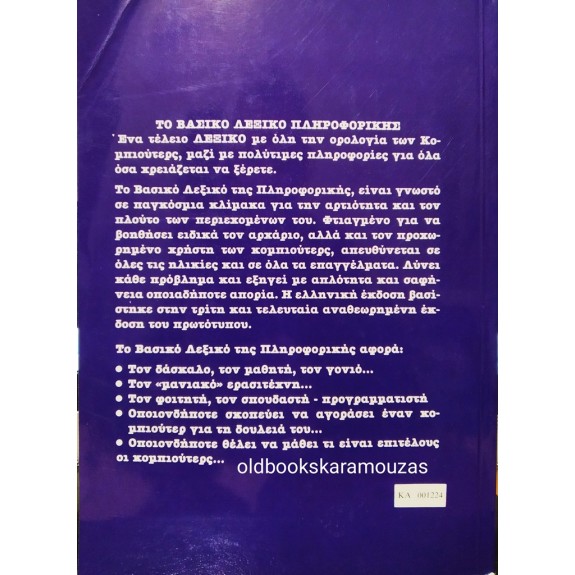 ΤΟ ΒΑΣΙΚΟ ΛΕΞΙΚΟ ΠΛΗΡΟΦΟΡΙΚΗΣ
Ένα τέλειο ΛΕΞΙΚΟ με όλη την ορολογία των Κο-
μπιούτερς, μαζί με πολύτιμες πληροφορίες για όλα
όσα χρειάζεται να ξέρετε.
Το Βασικό Λεξικό της Πληροφορικής, είναι γνωστό
σε παγκόσμια κλίμακα για την αρτιότητα και τον
πλούτο των περιεχομένων του. Φτιαγμένο για να
βοηθήσει ειδικά τον αρχάριο, αλλά και τον προχω-
ρημένο χρήστη των κομπιούτερς, απευθύνεται σε
όλες τις ηλικίες και σε όλα τα επαγγέλματα. Λύνει
κάθε πρόβλημα και εξηγεί με απλότητα και σαφή-
νεια οποιαδήποτε απορία. Η ελληνική έκδοση βασί-
στηκε στην τρίτη και τελευταία αναθεωρημένη έκ-
δοση του πρωτότυπου.
Το Βασικό Λεξικό της Πληροφορικής αφορά:
● Τον δάσκαλο, τον μαθητή, τον γονιό...
● Τον «μανιακό» ερασιτέχνη...
● Τον φοιτητή, τον σπουδαστή - προγραμματιστή
● Οποιονδήποτε σκοπεύει να αγοράσει έναν κο-
μπιούτερ για τη δουλειά του...
● Οποιονδήποτε θέλει να μάθει τι είναι επιτέλους
οι κομπιούτερς...
oldbookskaramouzas
ΚΑ 001224